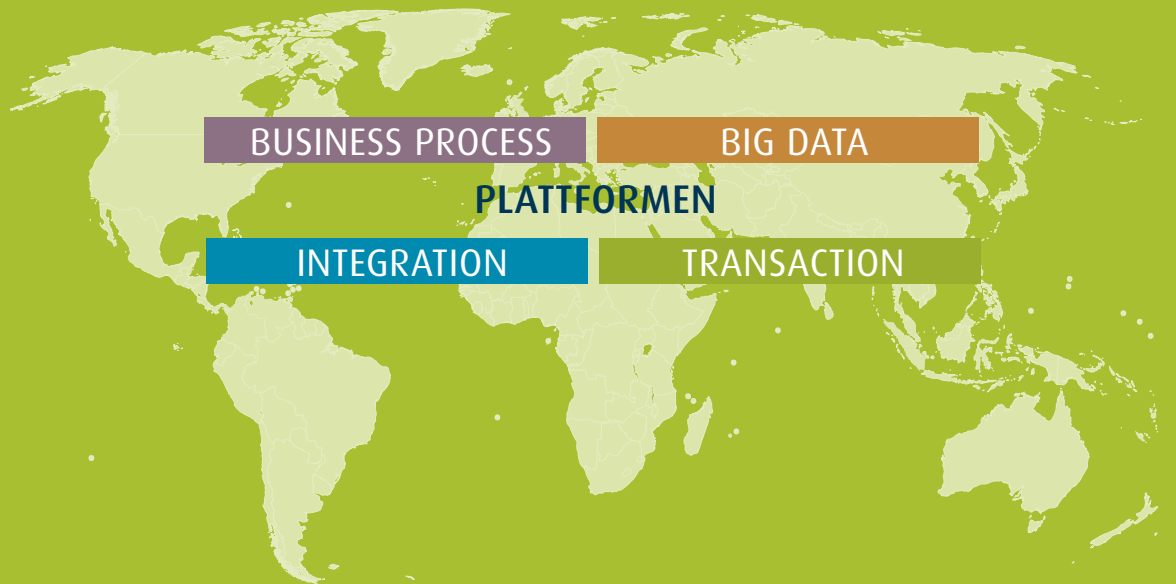 BUSINESS PROCESS
BIG DATA
PLATTFORMEN
INTEGRATION
TRANSACTION